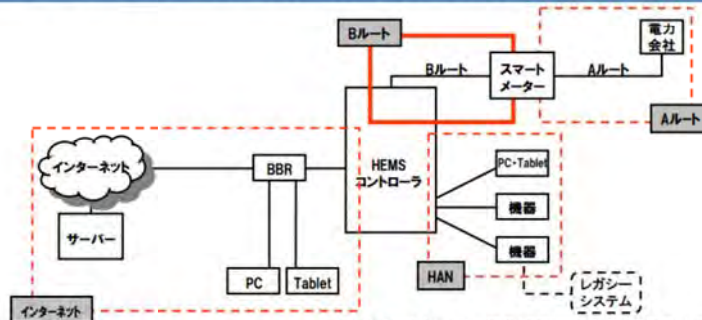 Bルート
電力
会社
Bルート
スマート
メーター
Aルート
Aルート
インターネット
BBR
HEMS
コントローラ
PC・Tablet
機器
サーバー
機器
PC
Tablet
HAN
レガシー
システム
インターネット